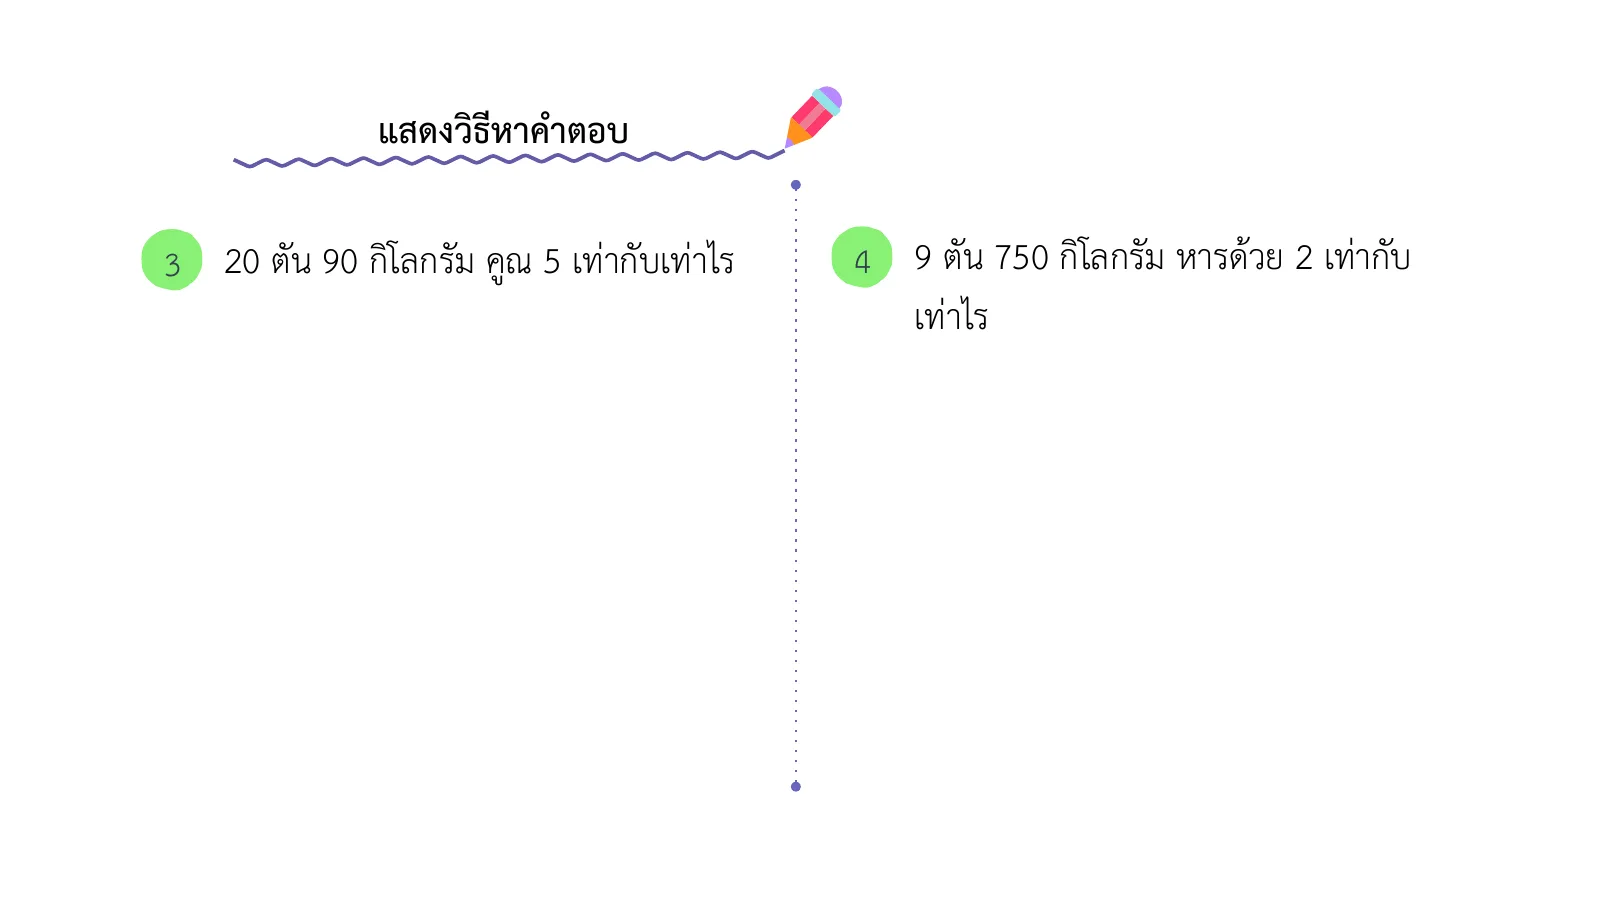 แสดงวิธีหาคำตอบ
3
20 ตัน 90 กิโลกรัม คูณ 5 เท่ากับเท่าไร
4
9 ตัน 750 กิโลกรัม หารด้วย 2 เท่ากับ
เท่าไร